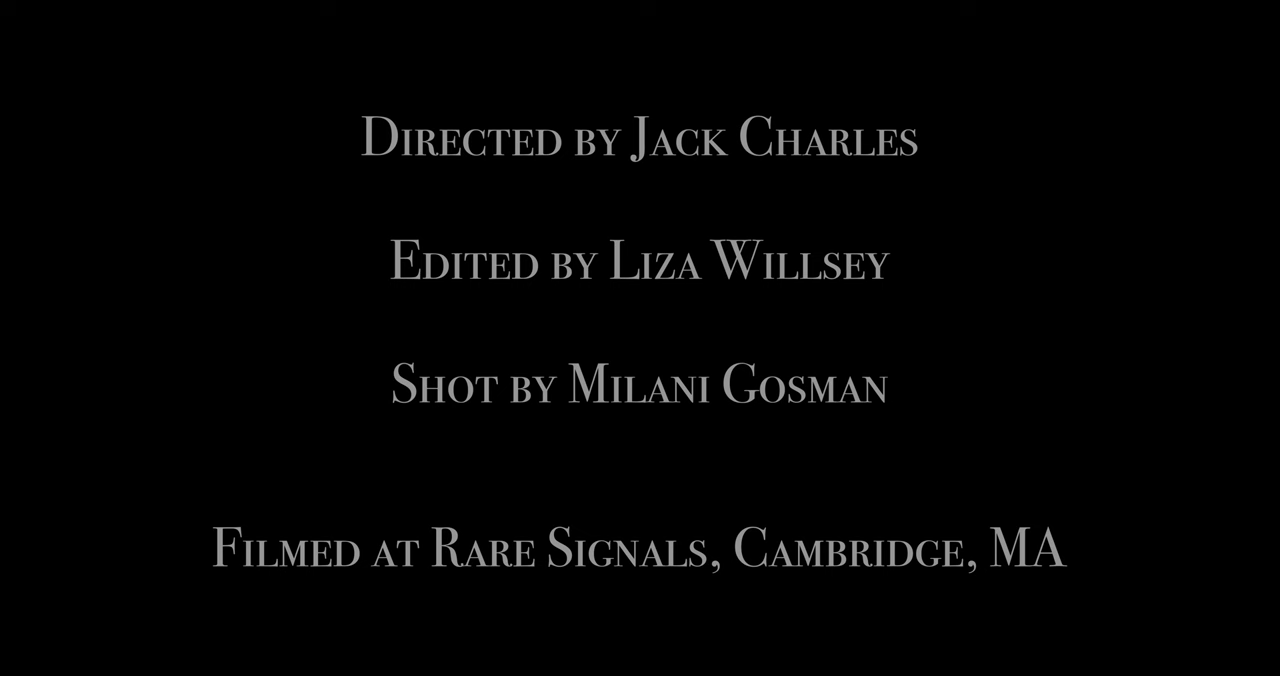 Directed by Jack Charles
Edited by Liza Willsey
Shot by Milani Gosman
Filmed at Rare Signals, Cambridge, MA